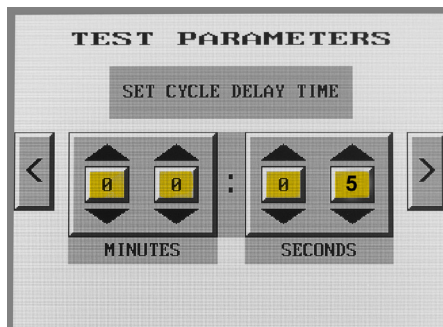 TEST PARAMETERS
SET CYCLE DELAY TIME
< 0 0 : 0 5 >
MINUTES SECONDS